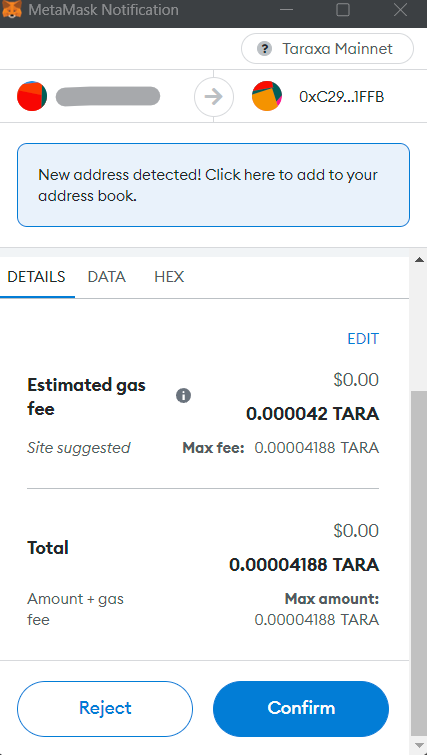 MetaMask Notification
? Taraxa Mainnet
0xC29...1FFB
New address detected! Click here to add to your
address book.
DETAILS DATA HEX
EDIT
Estimated gas
fee
$0.00
0.000042 TARA
Site suggested Max fee: 0.00004188 TARA
$0.00
Total
0.00004188 TARA
Amount + gas
fee
Max amount:
0.00004188 TARA
Reject Confirm